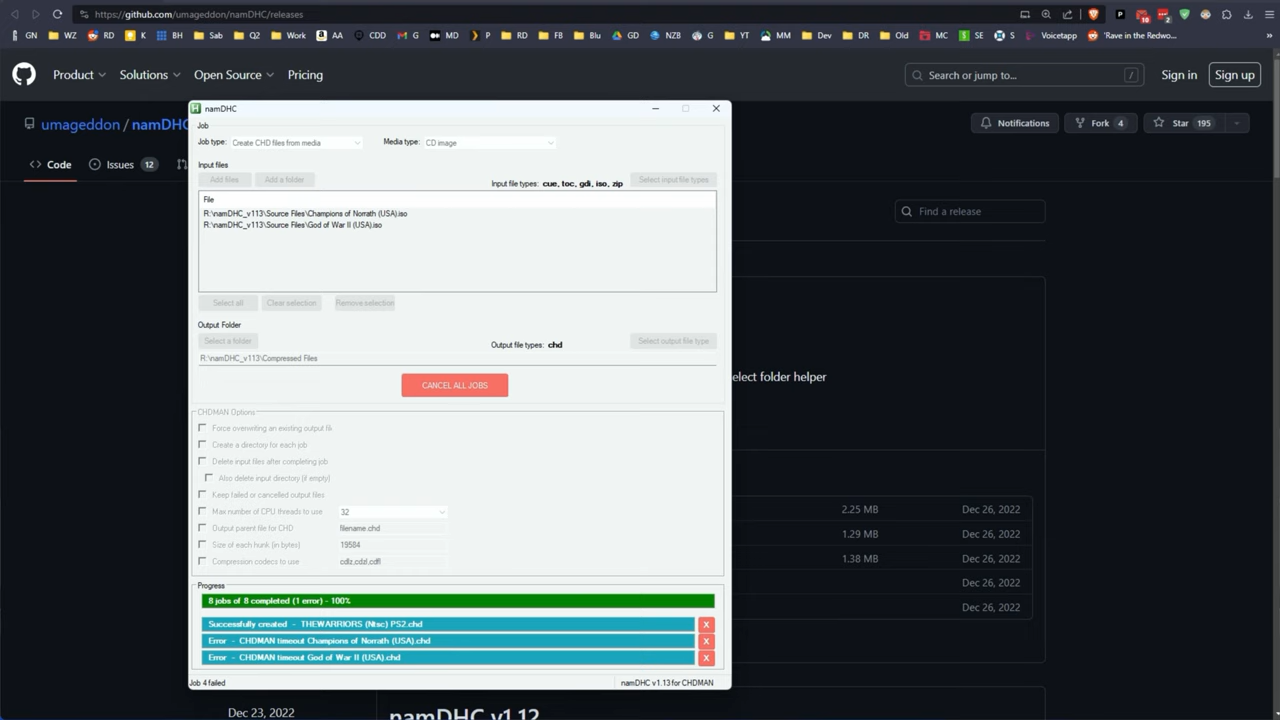 https://github.com/umageddon/namDHC/releases
GN WZ RD K BH Sab Q2 Work AA CDD G MD P RD FB Blu GD NZB G YT MM Dev DR Old MC SE S Voicetapp 'Rave in the Redwo... »
Product Solutions Open Source Pricing Search or jump to... / Sign in Sign up
namDHC
umageddon / namDHC
Notifications Fork 4 Star 195
Code Issues 12
Find a release
Job
Job type: Create CHD files from media Media type: CD image
Input files
Add files Add a folder Input file types: cue, toc, gdi, iso, zip Select input file types
File
R:\namDHC_v113\Source Files\Champions of Norrath (USA).iso
R:\namDHC_v113\Source Files\God of War II (USA).iso
Select all Clear selection Remove selection
Output Folder
Select a folder Output file types: chd Select output file type
R:\namDHC_v113\Compressed Files
elect folder helper
CANCEL ALL JOBS
CHDMAN Options
Force overwriting an existing output fil
Create a directory for each job
Delete input files after completing job
Also delete input directory (if empty)
Keep failed or cancelled output files
Max number of CPU threads to use 32
Output parent file for CHD filename.chd
Size of each hunk (in bytes) 19584
Compression codecs to use cdlz,cdzl,cdfl
2.25 MB Dec 26, 2022
1.29 MB Dec 26, 2022
1.38 MB Dec 26, 2022
Dec 26, 2022
Dec 26, 2022
Progress
8 jobs of 8 completed (1 error) - 100%
Successfully created - THEWARRIORS (Ntsc) PS2.chd X
Error - CHDMAN timeout Champions of Norrath (USA).chd X
Error - CHDMAN timeout God of War II (USA).chd X
Job 4 failed namDHC v1.13 for CHDMAN
Dec 23, 2022
namDHC v1.12